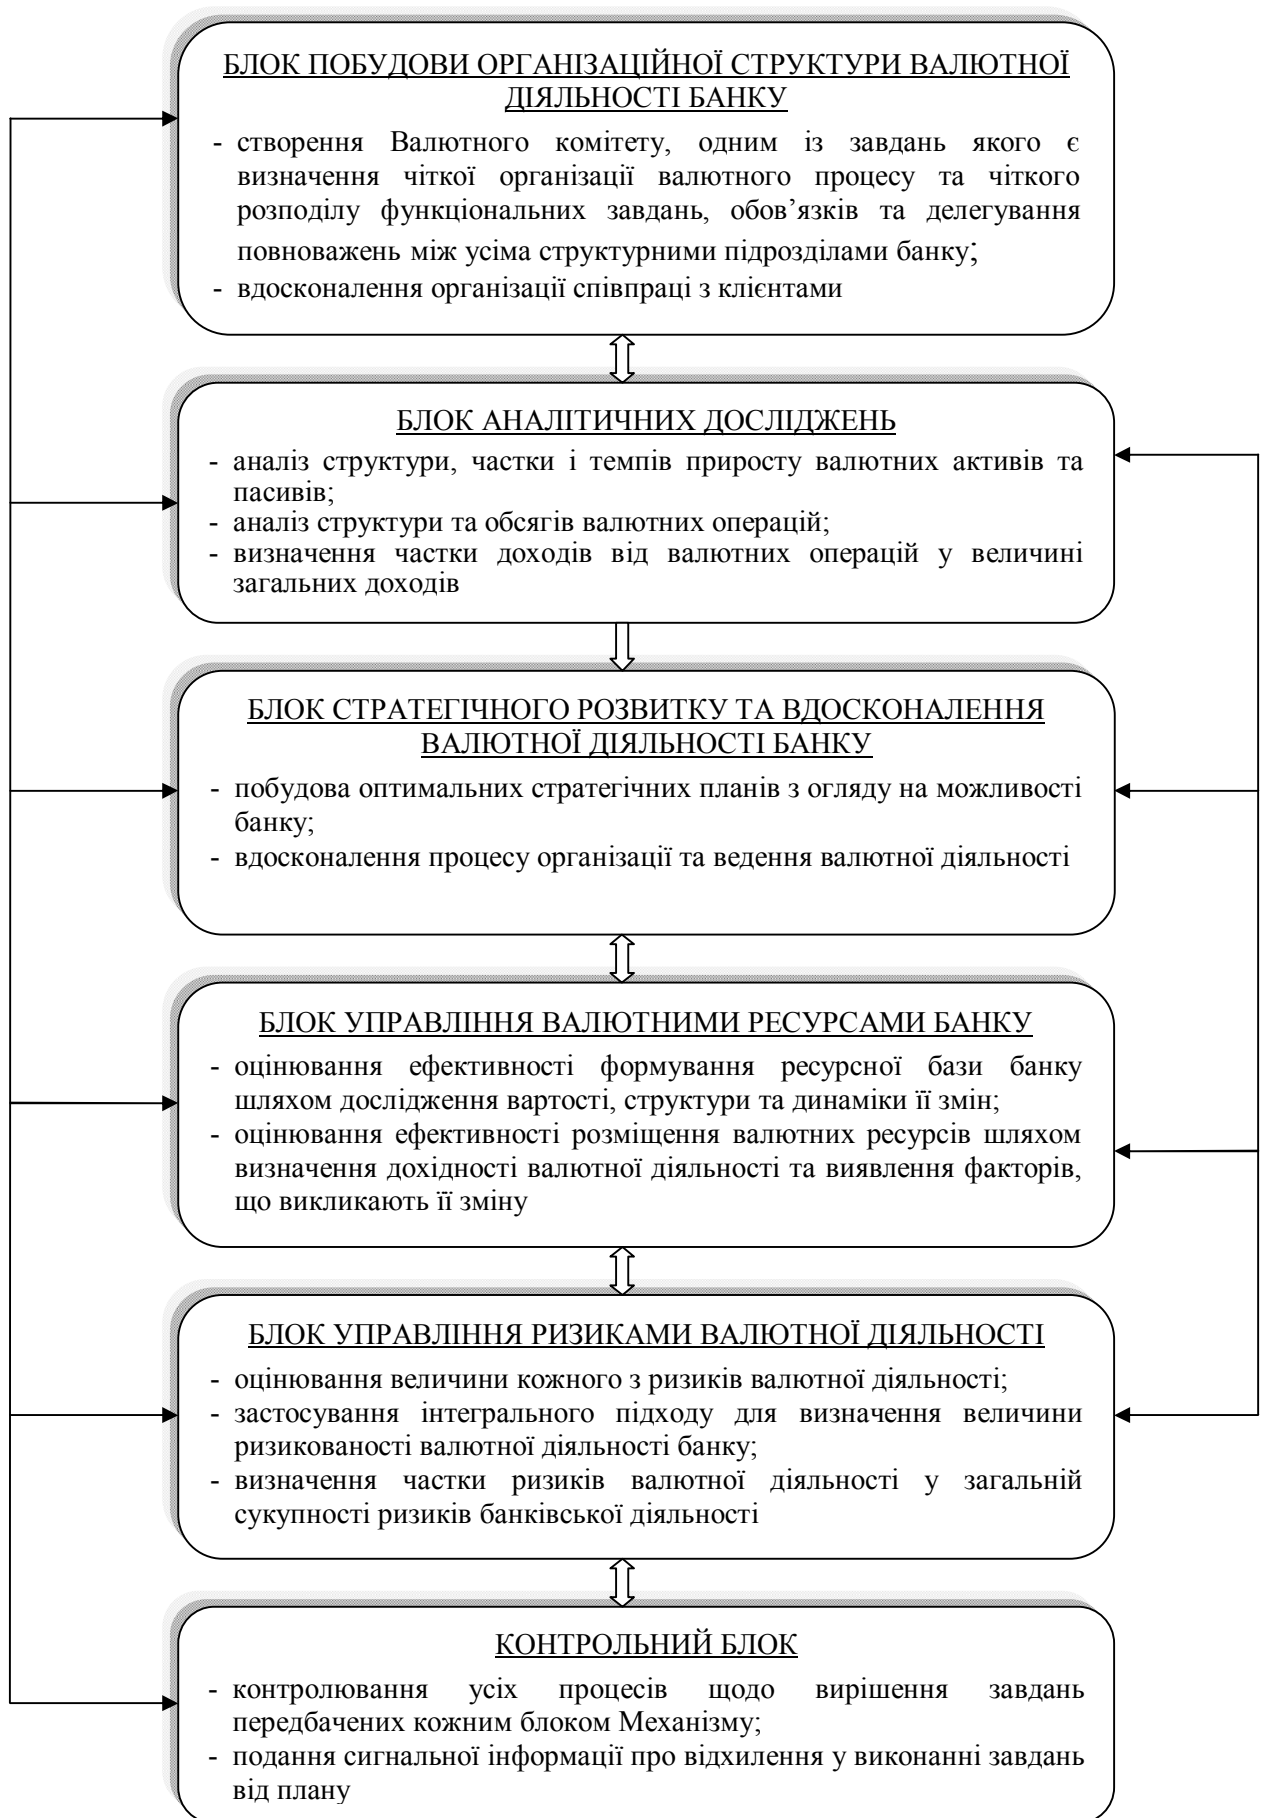 БЛОК ПОБУДОВИ ОРГАНІЗАЦІЙНОЇ СТРУКТУРИ ВАЛЮТНОЇ
ДІЯЛЬНОСТІ БАНКУ
- створення Валютного комітету, одним із завдань якого є
визначення чіткої організації валютного процесу та чіткого
розподілу функціональних завдань, обов’язків та делегування
повноважень між усіма структурними підрозділами банку;
- вдосконалення організації співпраці з клієнтами
БЛОК АНАЛІТИЧНИХ ДОСЛІДЖЕНЬ
- аналіз структури, частки і темпів приросту валютних активів та
пасивів;
- аналіз структури та обсягів валютних операцій;
- визначення частки доходів від валютних операцій у величині
загальних доходів
БЛОК СТРАТЕГІЧНОГО РОЗВИТКУ ТА ВДОСКОНАЛЕННЯ
ВАЛЮТНОЇ ДІЯЛЬНОСТІ БАНКУ
- побудова оптимальних стратегічних планів з огляду на можливості
банку;
- вдосконалення процесу організації та ведення валютної діяльності
БЛОК УПРАВЛІННЯ ВАЛЮТНИМИ РЕСУРСАМИ БАНКУ
- оцінювання ефективності формування ресурсної бази банку
шляхом дослідження вартості, структури та динаміки її змін;
- оцінювання ефективності розміщення валютних ресурсів шляхом
визначення дохідності валютної діяльності та виявлення факторів,
що викликають її зміну
БЛОК УПРАВЛІННЯ РИЗИКАМИ ВАЛЮТНОЇ ДІЯЛЬНОСТІ
- оцінювання величини кожного з ризиків валютної діяльності;
- застосування інтегрального підходу для визначення величини
ризикованості валютної діяльності банку;
- визначення частки ризиків валютної діяльності у загальній
сукупності ризиків банківської діяльності
КОНТРОЛЬНИЙ БЛОК
- контролювання усіх процесів щодо вирішення завдань
передбачених кожним блоком Механізму;
- подання сигнальної інформації про відхилення у виконанні завдань
від плану